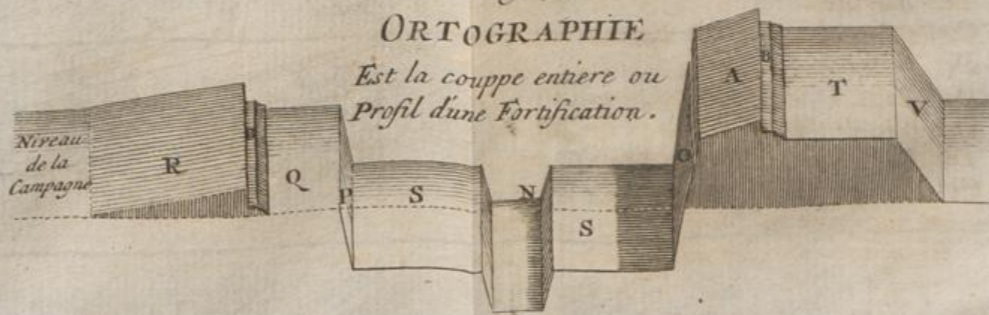 ORTOGRAPHIE
Est la couppe entiere ou
Profil d'une Fortification.
Niveau
de la
Campagne
R
B
Q
P
S
N
S
O
A
B
T
V